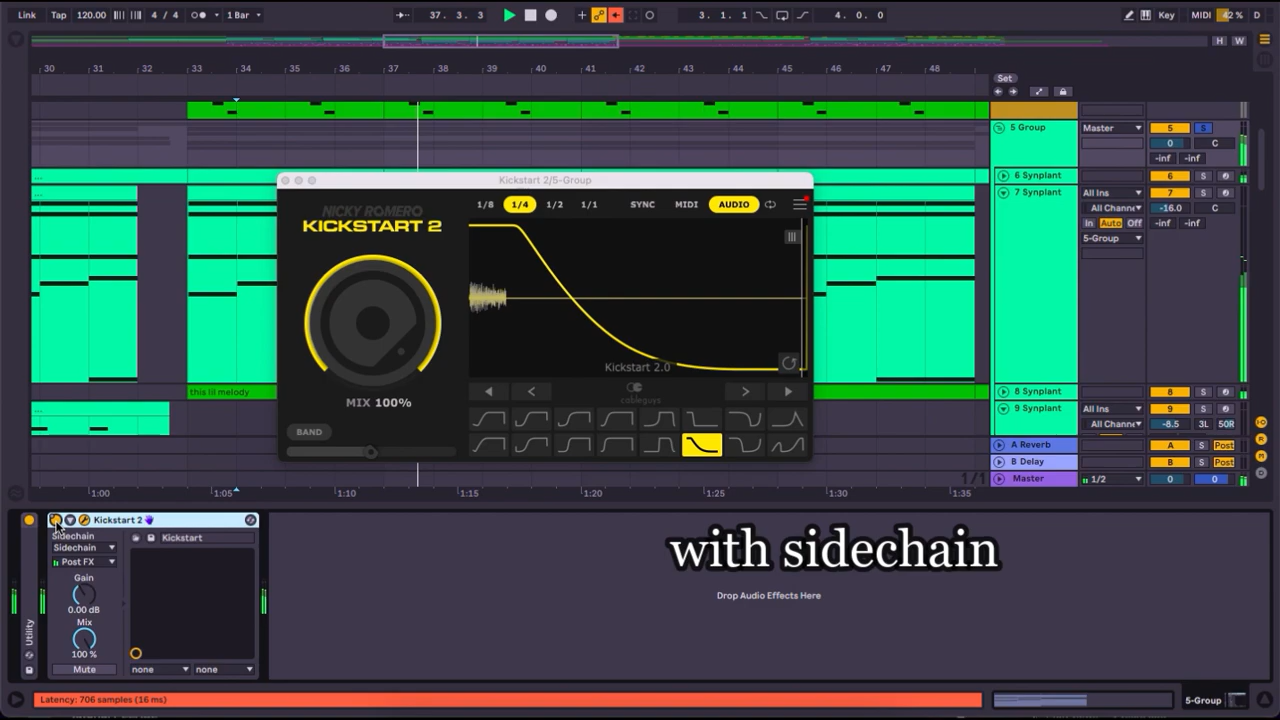 Link Tap 120.00 4 / 4 1 Bar 37. 3. 3 3. 1. 1 4. 0. 0 Key MIDI 42 % D
H W
30 31 32 33 34 35 36 37 38 39 40 41 42 43 44 45 46 47 48
Set
5 Group Master 5 S
0 C
-inf -inf
6 Synplant 6 S
7 Synplant All Ins 7 S
All Channe -16.0 C
In Auto Off -inf -inf
5-Group
...
...
Kickstart 2/5-Group
NICKY ROMERO
KICKSTART 2
1/8 1/4 1/2 1/1 SYNC MIDI AUDIO
Kickstart 2.0
cableguys
MIX 100%
BAND
this lil melody
8 Synplant 8 S
...
9 Synplant All Ins 9 S
All Channe -8.5 3L 50R
A Reverb A S Post
B Delay B S Post
1/1 Master 1/2 0 0
1:00 1:05 1:10 1:15 1:20 1:25 1:30 1:35
Kickstart 2
Sidechain
Sidechain Kickstart
Post FX
Gain
0.00 dB
Mix
100 %
Mute none none
Utility
with sidechain
Drop Audio Effects Here
Latency: 706 samples (16 ms) 5-Group